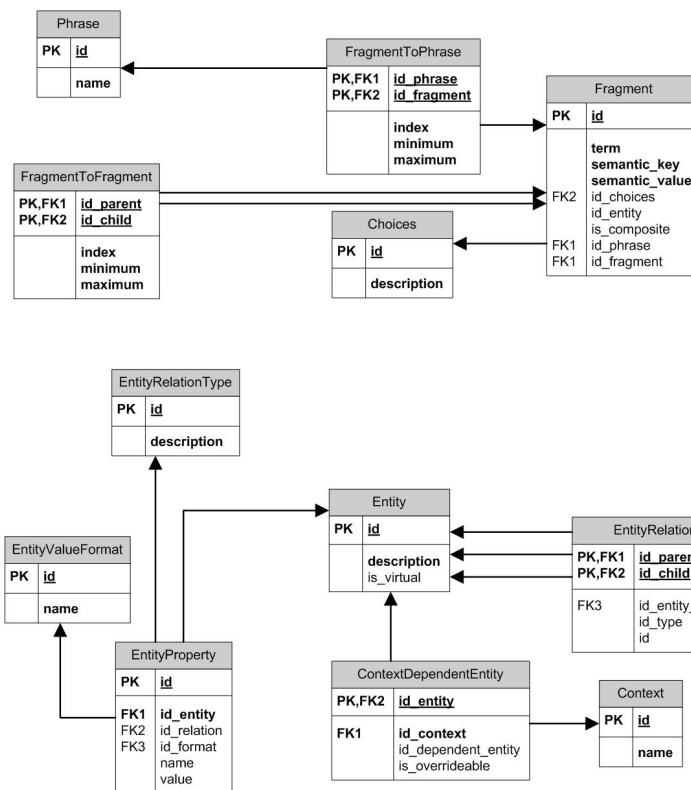 Phrase
PK id
name
FragmentToPhrase
PK,FK1 id_phrase
PK,FK2 id_fragment
index
minimum
maximum
Fragment
PK id
term
semantic_key
semantic_value
FK2 id_choices
id_entity
is_composite
FK1 id_phrase
FK1 id_fragment
FragmentToFragment
PK,FK1 id_parent
PK,FK2 id_child
index
minimum
maximum
Choices
PK id
description
EntityRelationType
PK id
description
Entity
PK id
description
is_virtual
EntityRelation
PK,FK1 id_paren
PK,FK2 id_child
FK3 id_entity_
id_type
id
EntityValueFormat
PK id
name
EntityProperty
PK id
FK1 id_entity
FK2 id_relation
FK3 id_format
name
value
ContextDependentEntity
PK,FK2 id_entity
FK1 id_context
id_dependent_entity
is_overrideable
Context
PK id
name